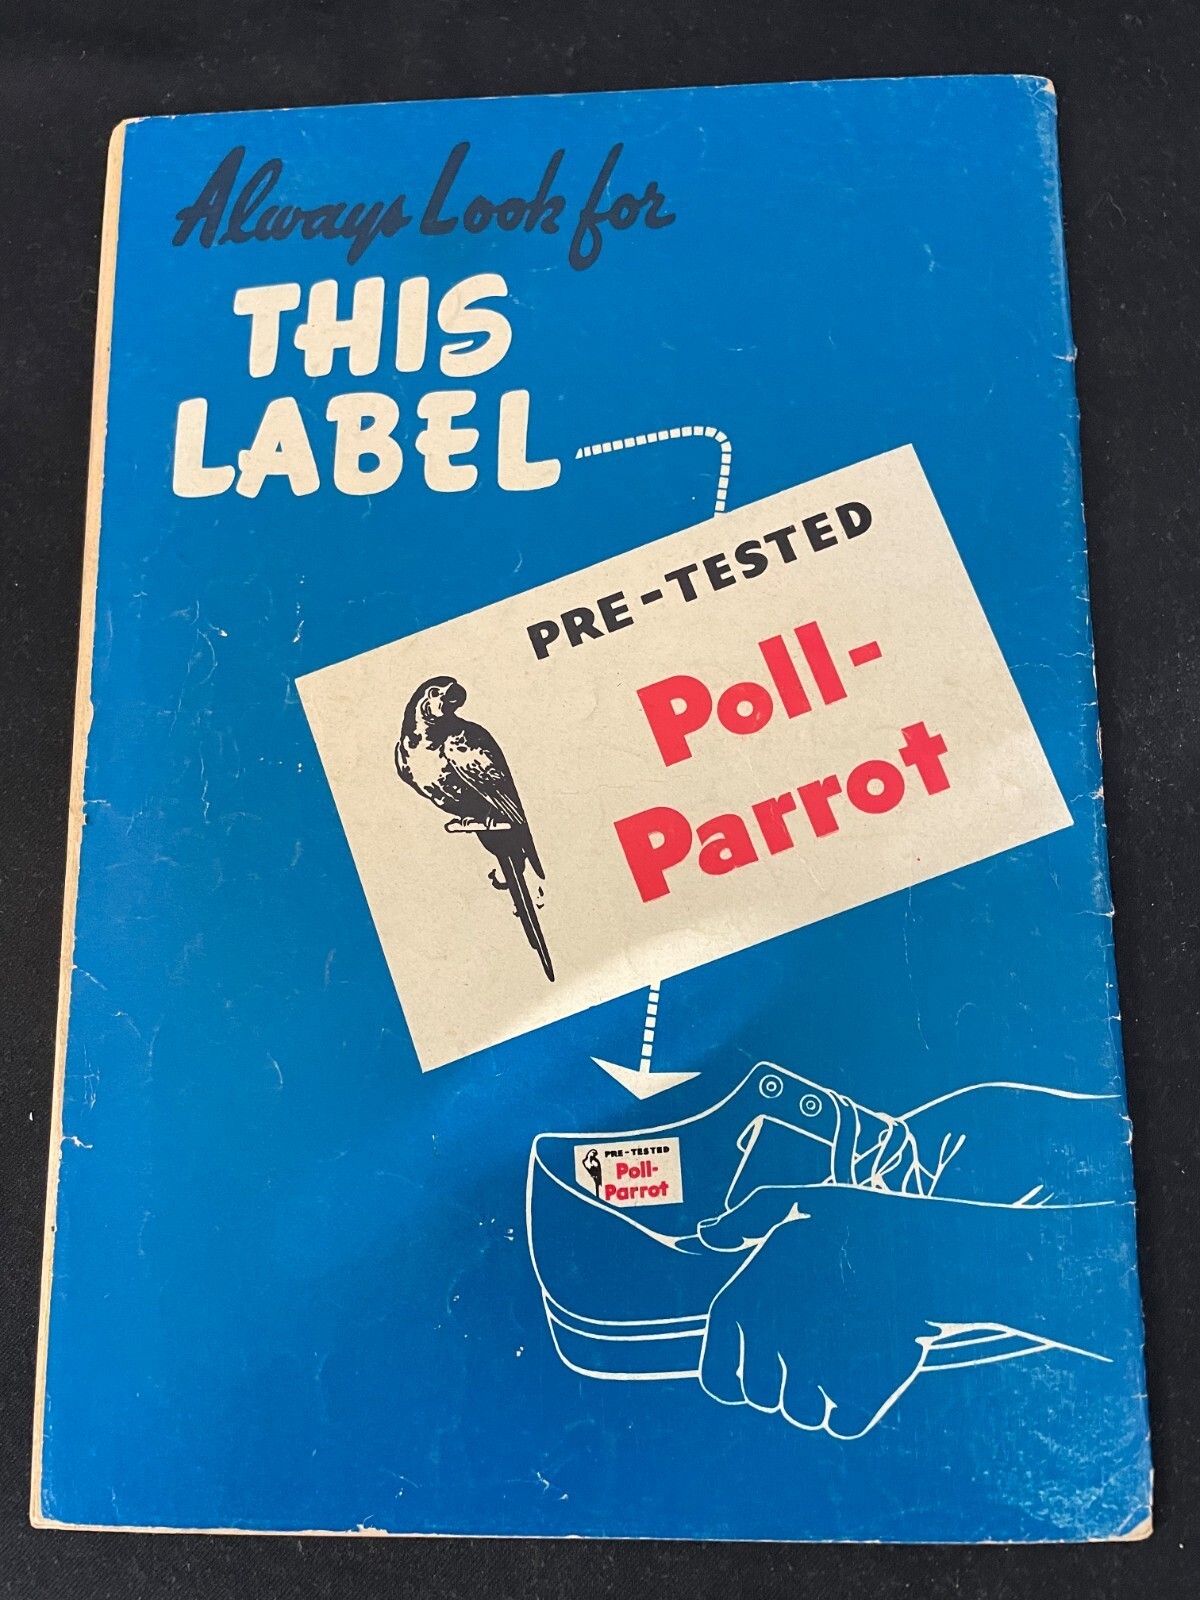 Always Look for
THIS
LABEL
PRE-TESTED
Poll-
Parrot
PRE-TESTED
Poll-
Parrot